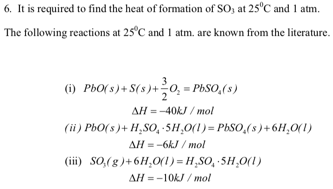 6. It is required to find the heat of formation of SO₃ at 25⁰C and 1 atm.
The following reactions at 25⁰C and 1 atm. are known from the literature.
(i) PbO(s)+S(s)+3/2 O₂ = PbSO₄(s)
ΔH = −40kJ / mol
(ii) PbO(s)+H₂SO₄·5H₂O(l) = PbSO₄(s)+6H₂O(l)
ΔH = −6kJ / mol
(iii) SO₃(g)+6H₂O(l) = H₂SO₄·5H₂O(l)
ΔH = −10kJ / mol